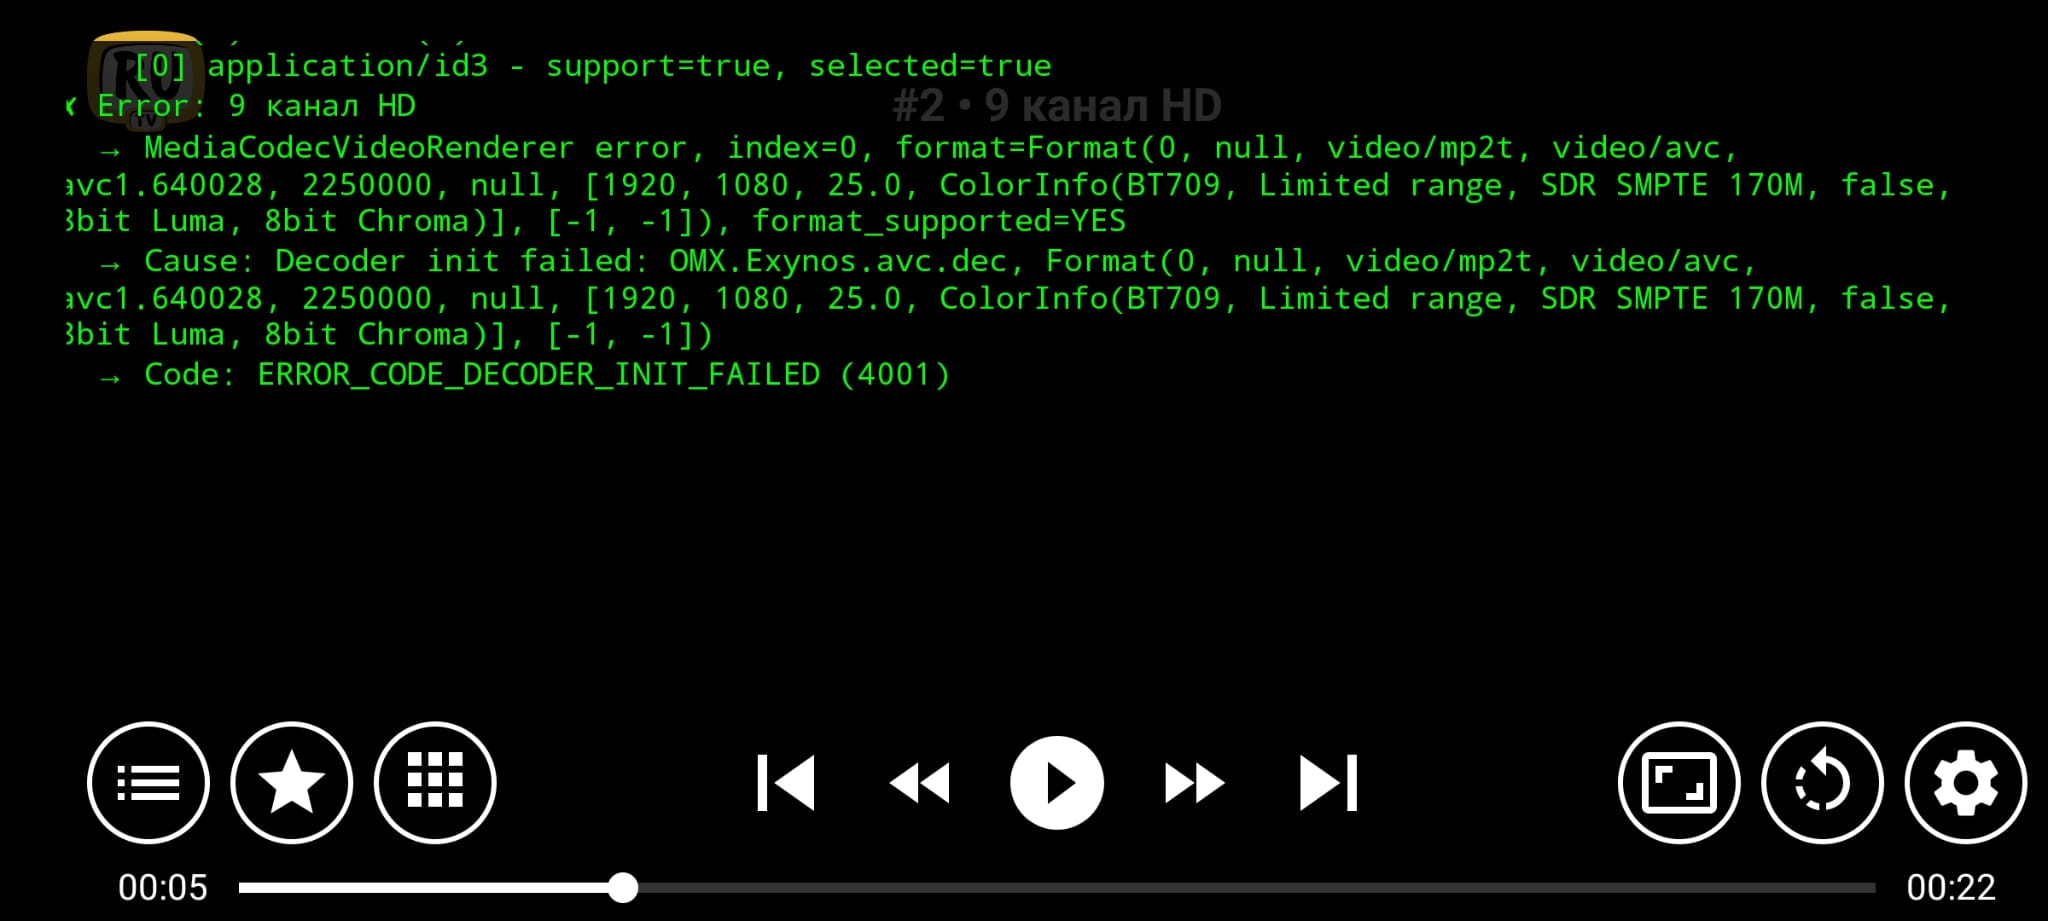 [0] application/id3 - support=true, selected=true
RU
TV
✗ Error: 9 канал HD
#2 • 9 канал HD
→ MediaCodecVideoRenderer error, index=0, format=Format(0, null, video/mp2t, video/avc,
avc1.640028, 2250000, null, [1920, 1080, 25.0, ColorInfo(BT709, Limited range, SDR SMPTE 170M, false,
8bit Luma, 8bit Chroma)], [-1, -1]), format_supported=YES
→ Cause: Decoder init failed: OMX.Exynos.avc.dec, Format(0, null, video/mp2t, video/avc,
avc1.640028, 2250000, null, [1920, 1080, 25.0, ColorInfo(BT709, Limited range, SDR SMPTE 170M, false,
8bit Luma, 8bit Chroma)], [-1, -1])
→ Code: ERROR_CODE_DECODER_INIT_FAILED (4001)
00:05
00:22